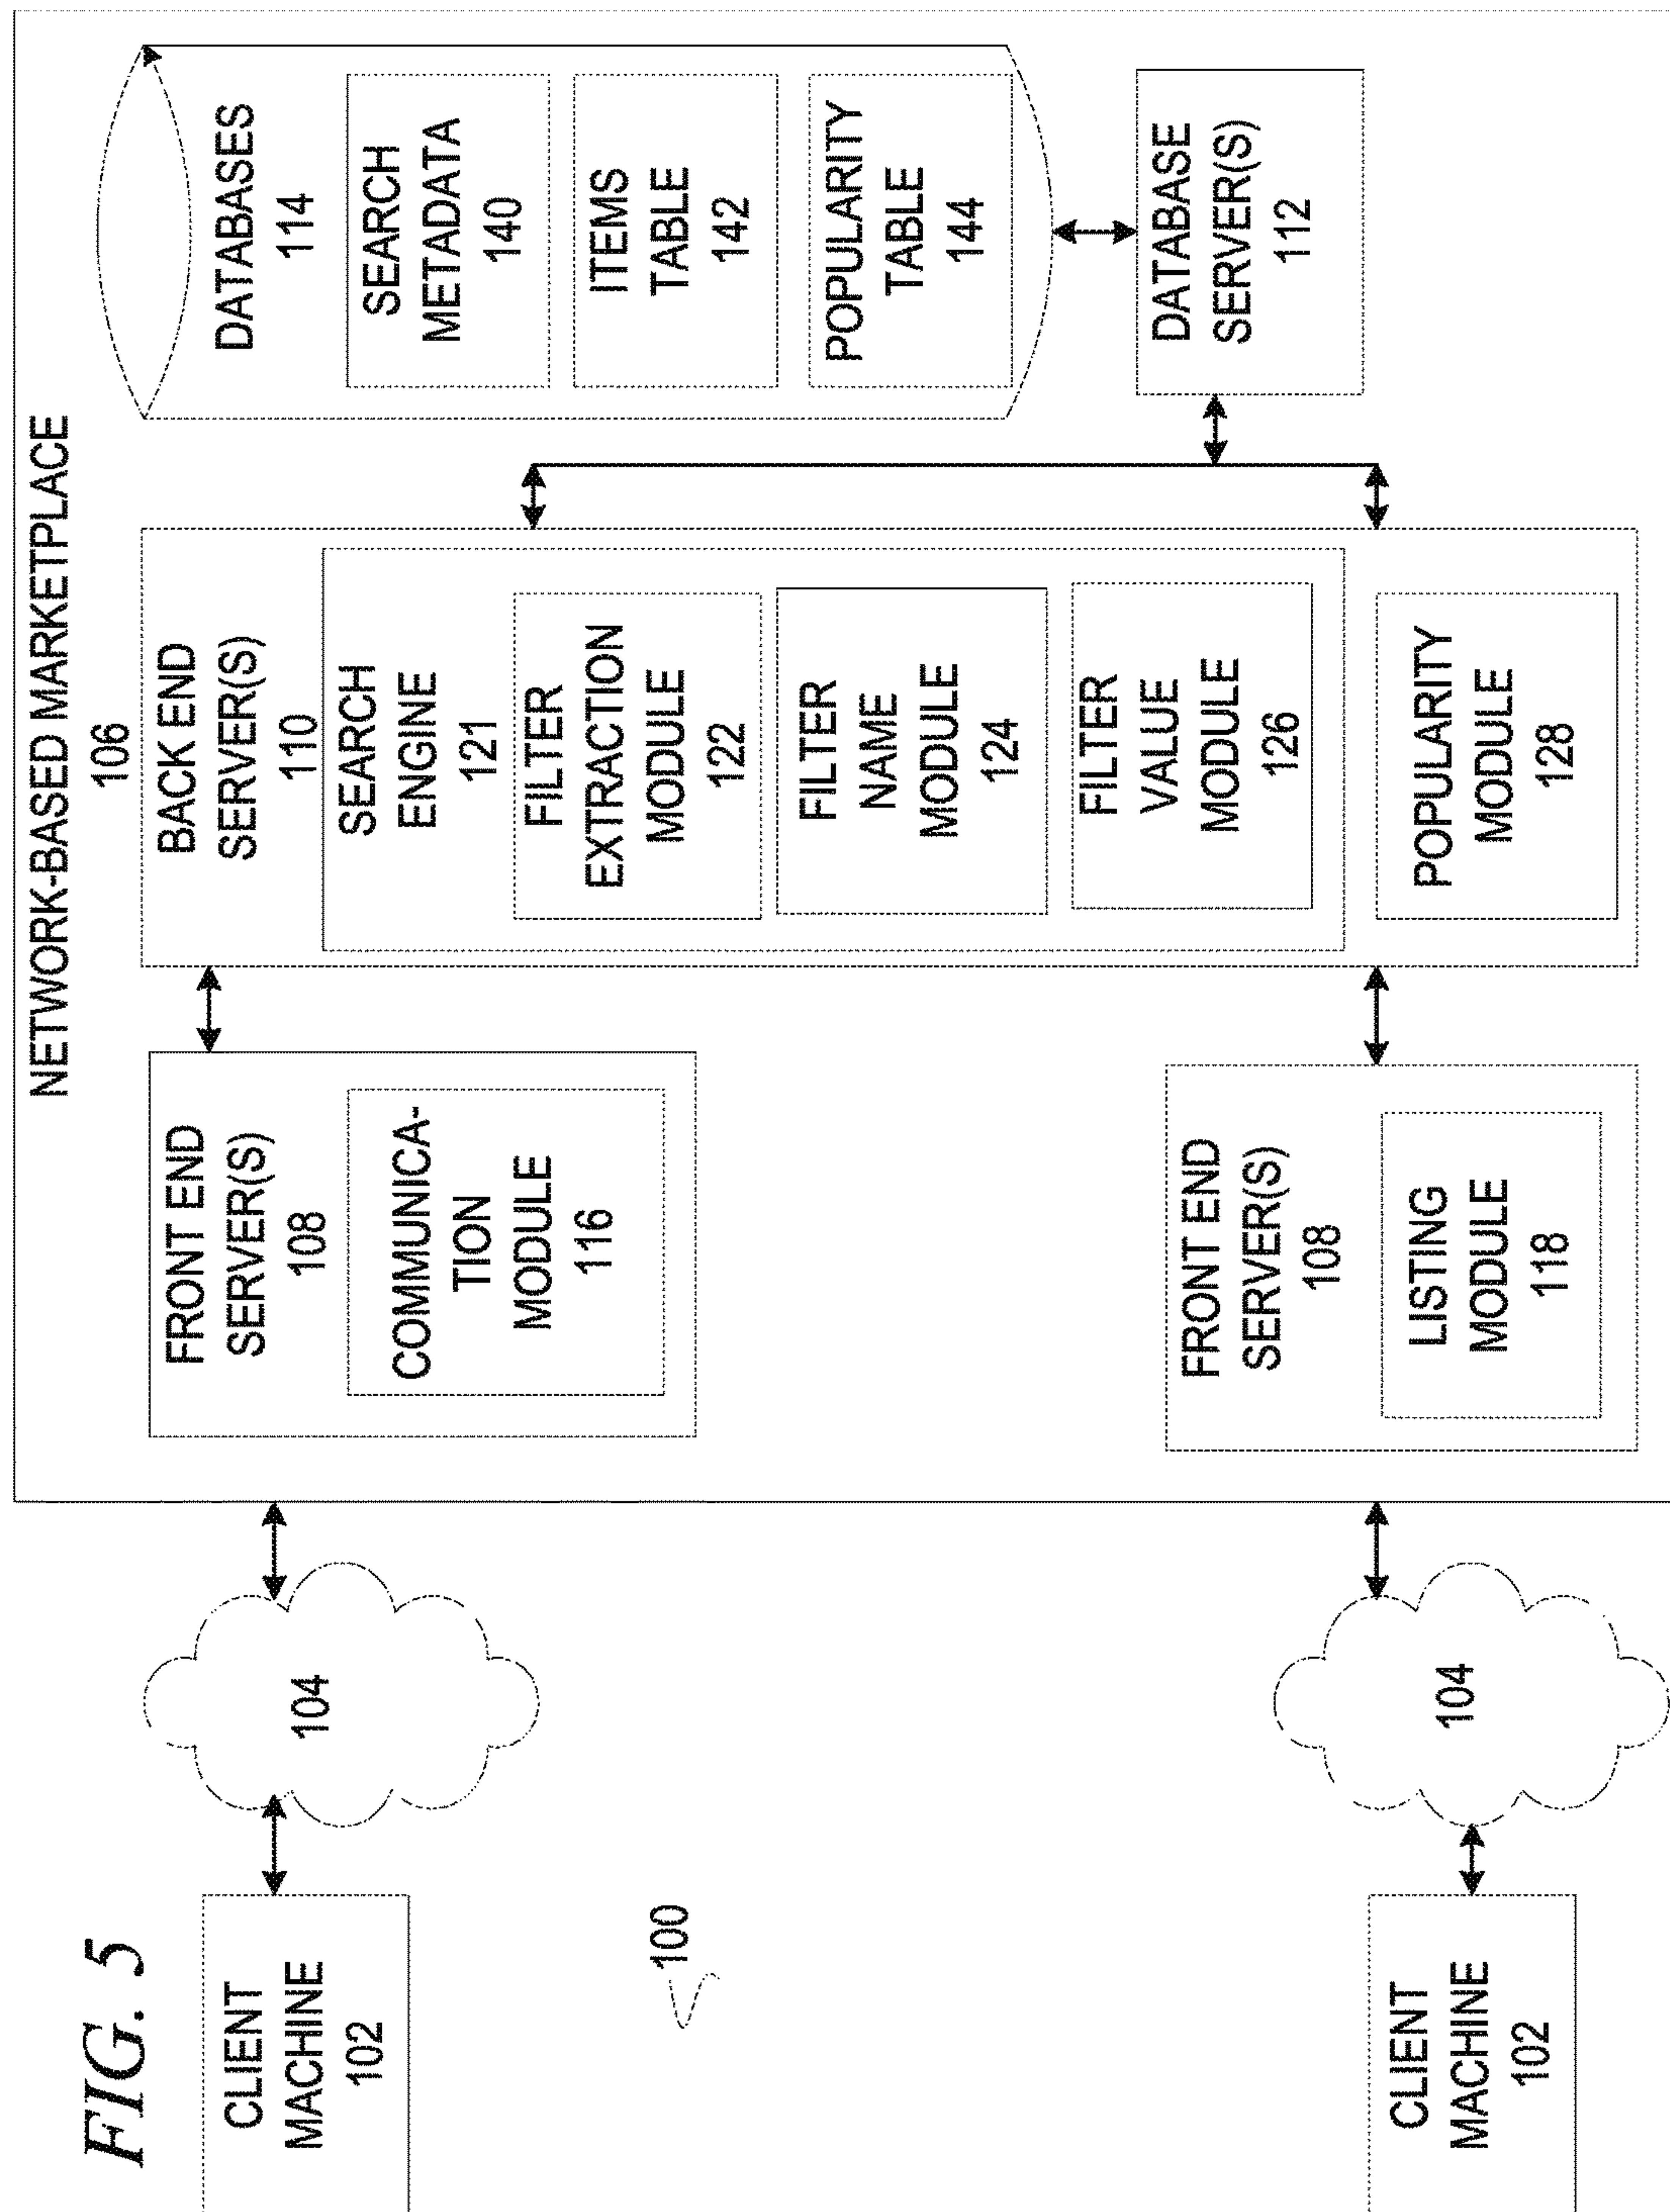 FIG. 5
100
CLIENT
MACHINE
102
104
CLIENT
MACHINE
102
104
NETWORK-BASED MARKETPLACE
106
FRONT END
SERVER(S)
108
COMMUNICA-
TION
MODULE
116
FRONT END
SERVER(S)
108
LISTING
MODULE
118
BACK END
SERVER(S)
110
SEARCH
ENGINE
121
FILTER
EXTRACTION
MODULE
122
FILTER
NAME
MODULE
124
FILTER
VALUE
MODULE
126
POPULARITY
MODULE
128
DATABASES
114
SEARCH
METADATA
140
ITEMS
TABLE
142
POPULARITY
TABLE
144
DATABASE
SERVER(S)
112